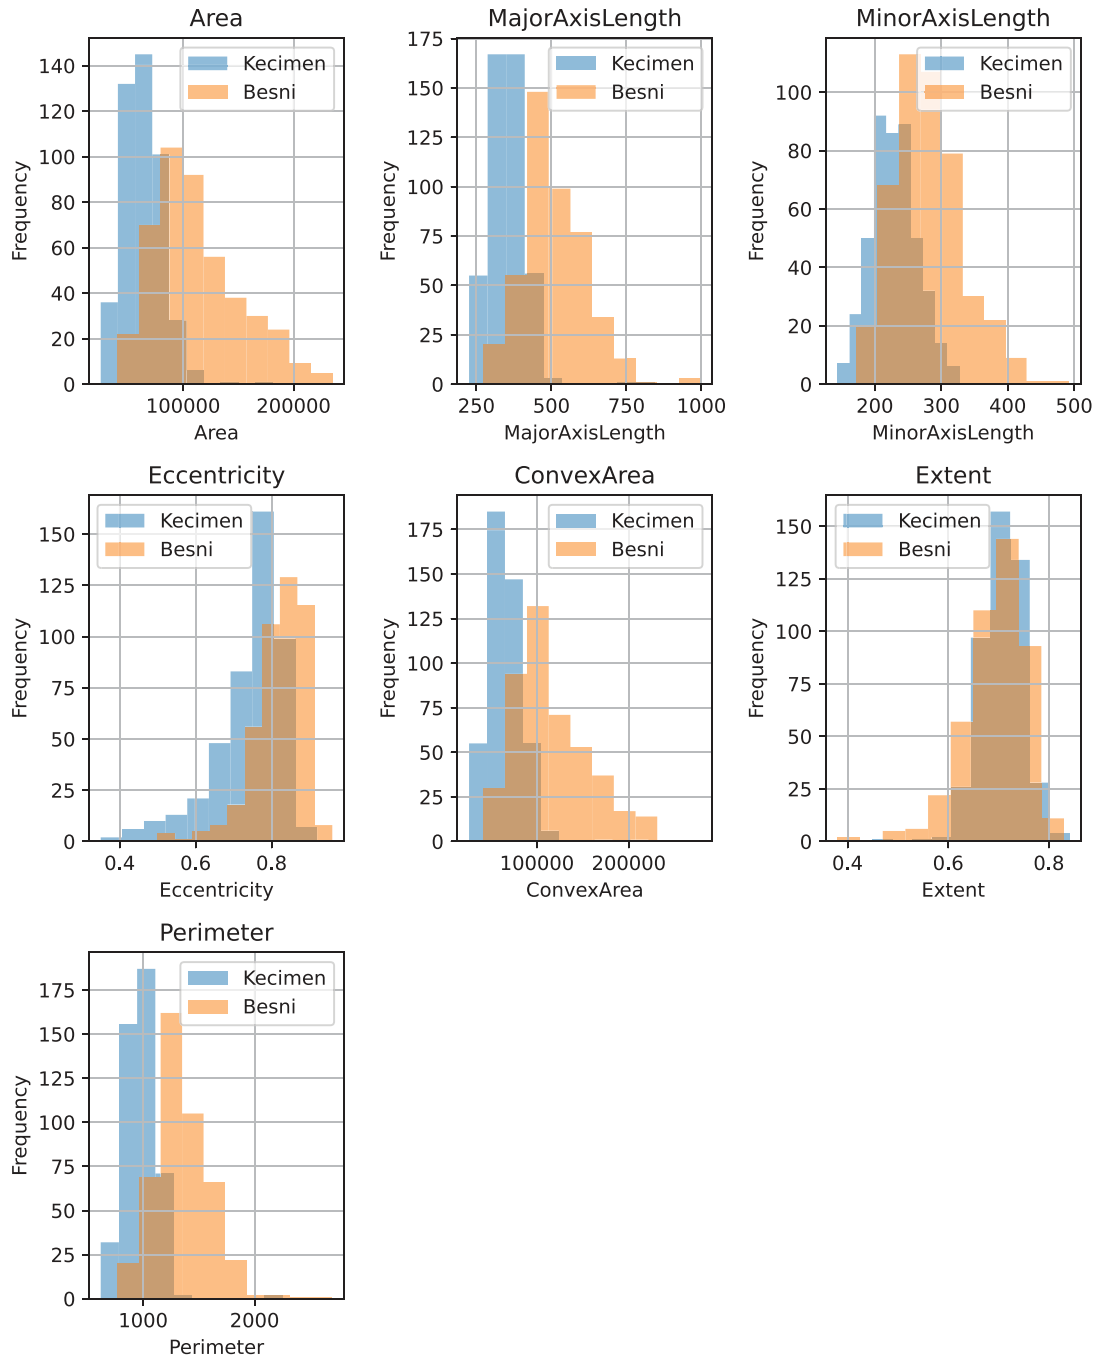 Area
MajorAxisLength
MinorAxisLength
Kecimen
Besni
Kecimen
Besni
Kecimen
Besni
Frequency
0
20
40
60
80
100
120
140
100000
200000
Area
Frequency
0
25
50
75
100
125
150
175
250
500
750
1000
MajorAxisLength
Frequency
0
20
40
60
80
100
200
300
400
500
MinorAxisLength
Eccentricity
ConvexArea
Extent
Kecimen
Besni
Kecimen
Besni
Kecimen
Besni
Frequency
0
25
50
75
100
125
150
0.4
0.6
0.8
Eccentricity
Frequency
0
25
50
75
100
125
150
175
100000
200000
ConvexArea
Frequency
0
25
50
75
100
125
150
0.4
0.6
0.8
Extent
Perimeter
Kecimen
Besni
Frequency
0
25
50
75
100
125
150
175
1000
2000
Perimeter